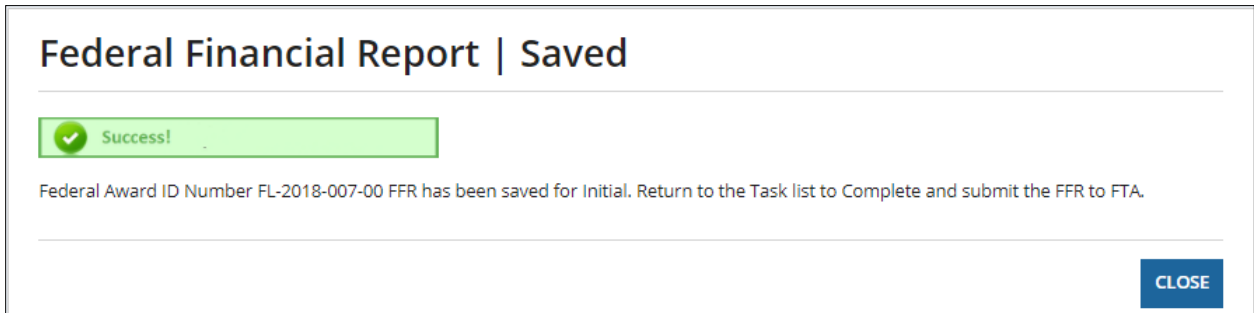 Federal Financial Report | Saved
Success!
Federal Award ID Number FL-2018-007-00 FFR has been saved for Initial. Return to the Task list to Complete and submit the FFR to FTA.
CLOSE